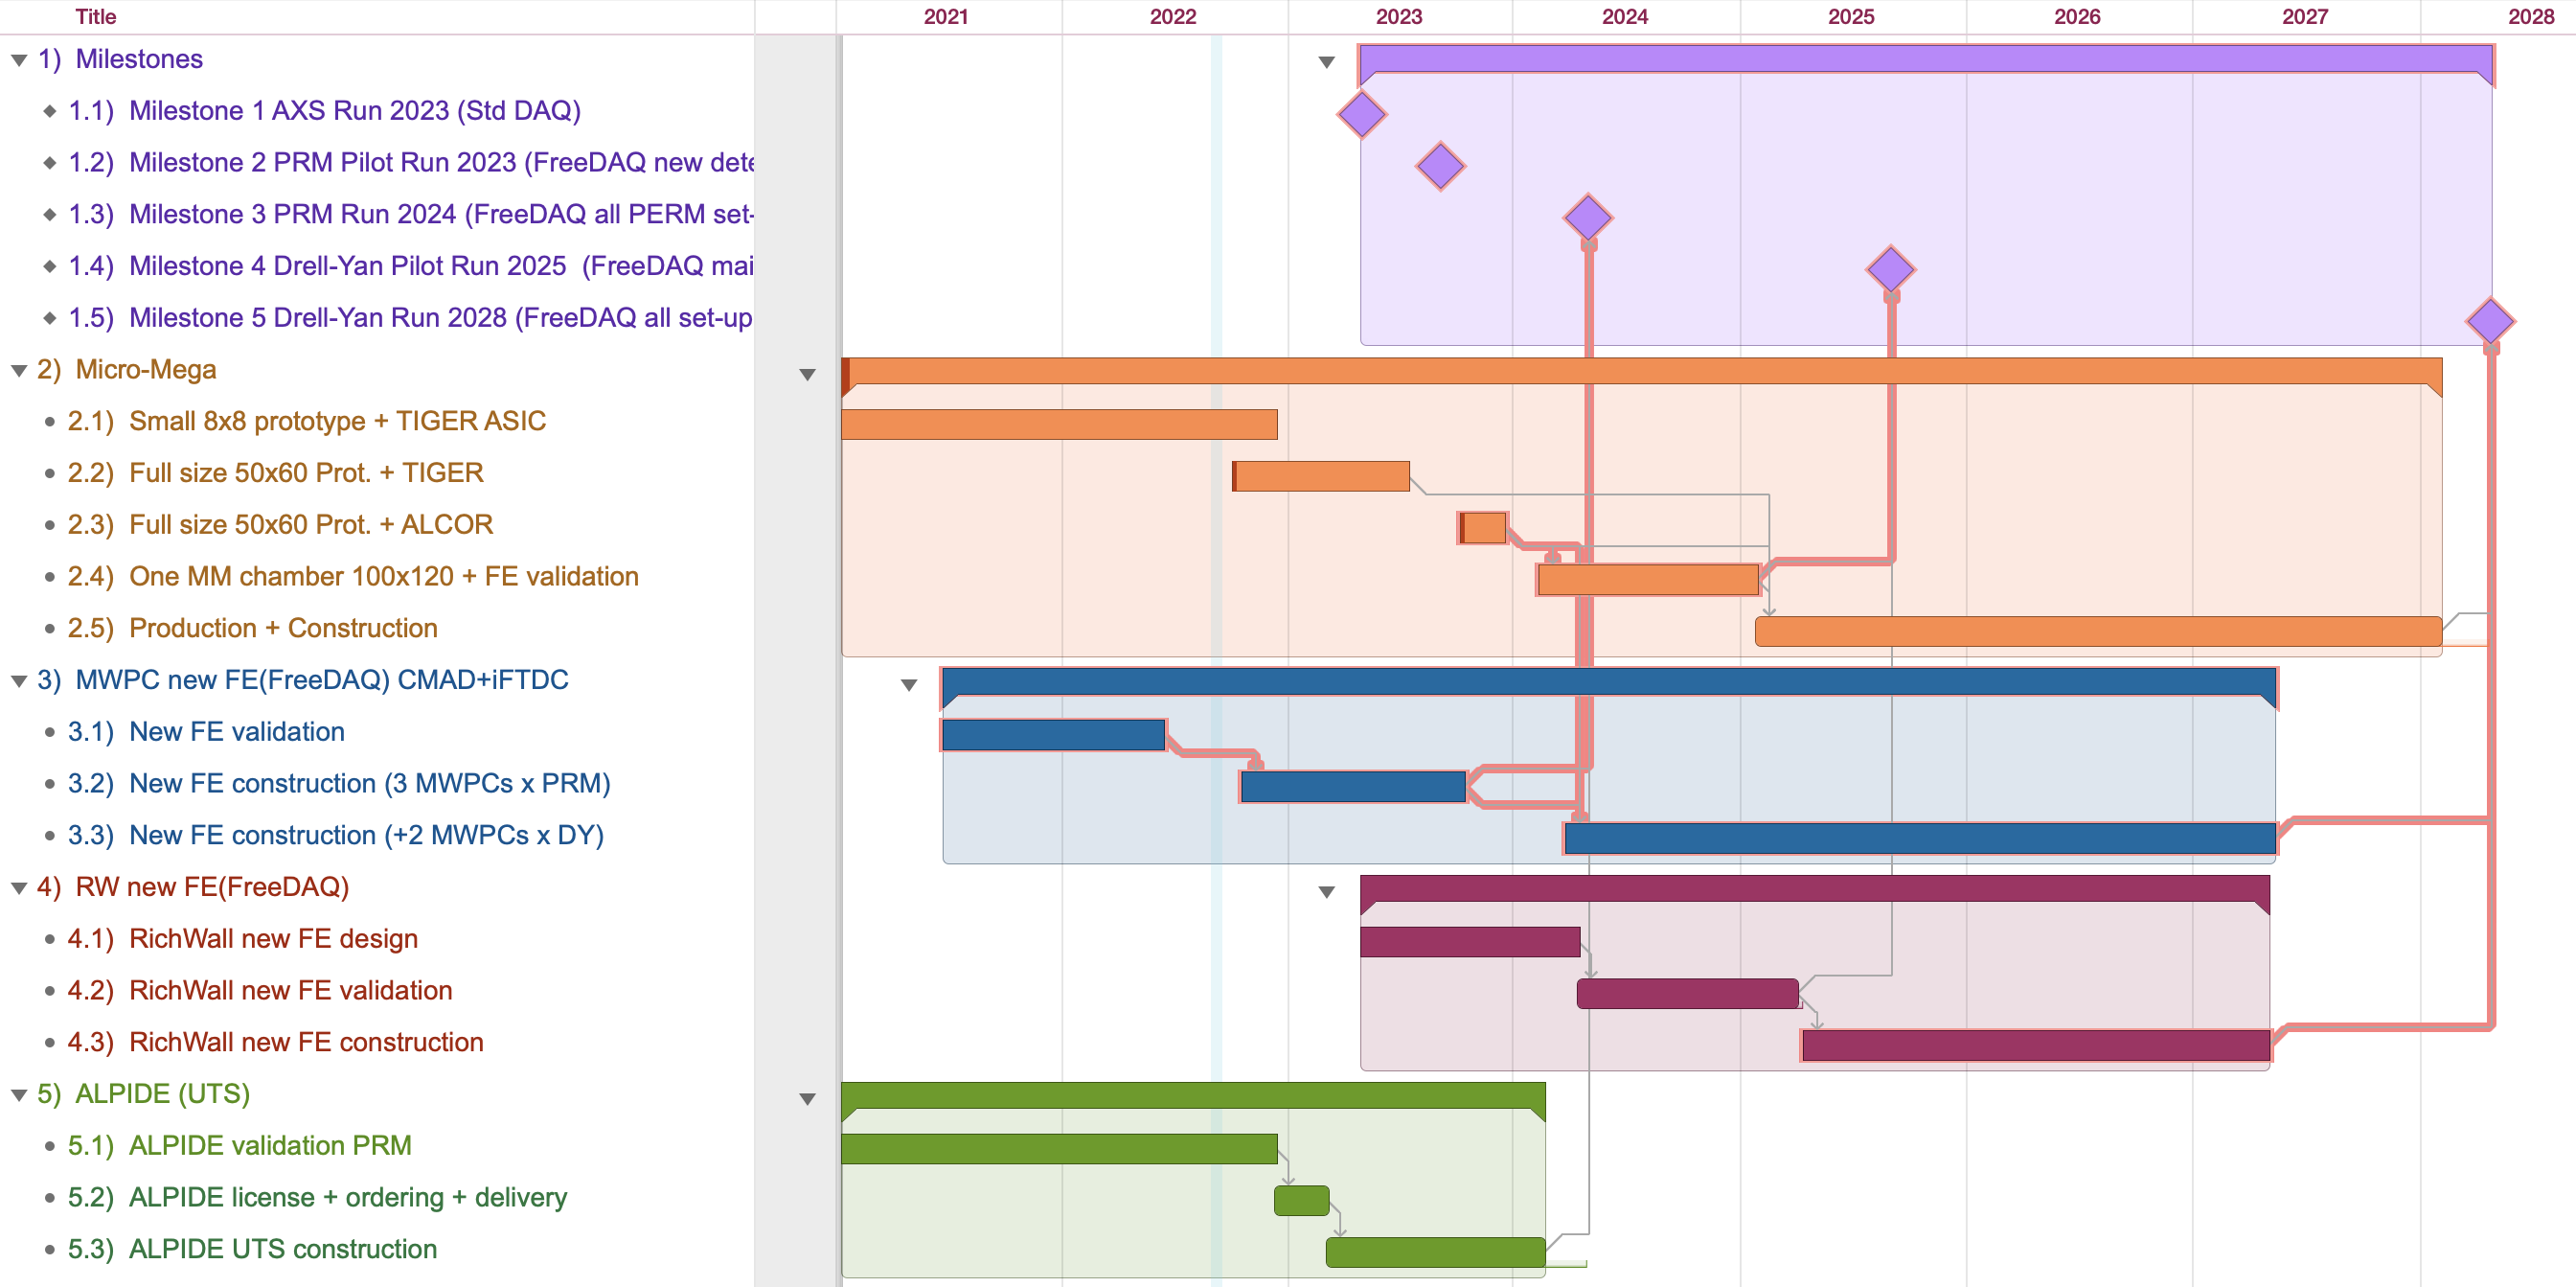 Title 2021 2022 2023 2024 2025 2026 2027 2028
1) Milestones
1.1) Milestone 1 AXS Run 2023 (Std DAQ)
1.2) Milestone 2 PRM Pilot Run 2023 (FreeDAQ new dete
1.3) Milestone 3 PRM Run 2024 (FreeDAQ all PERM set-
1.4) Milestone 4 Drell-Yan Pilot Run 2025 (FreeDAQ mai
1.5) Milestone 5 Drell-Yan Run 2028 (FreeDAQ all set-up
2) Micro-Mega
2.1) Small 8x8 prototype + TIGER ASIC
2.2) Full size 50x60 Prot. + TIGER
2.3) Full size 50x60 Prot. + ALCOR
2.4) One MM chamber 100x120 + FE validation
2.5) Production + Construction
3) MWPC new FE(FreeDAQ) CMAD+iFTDC
3.1) New FE validation
3.2) New FE construction (3 MWPCs x PRM)
3.3) New FE construction (+2 MWPCs x DY)
4) RW new FE(FreeDAQ)
4.1) RichWall new FE design
4.2) RichWall new FE validation
4.3) RichWall new FE construction
5) ALPIDE (UTS)
5.1) ALPIDE validation PRM
5.2) ALPIDE license + ordering + delivery
5.3) ALPIDE UTS construction